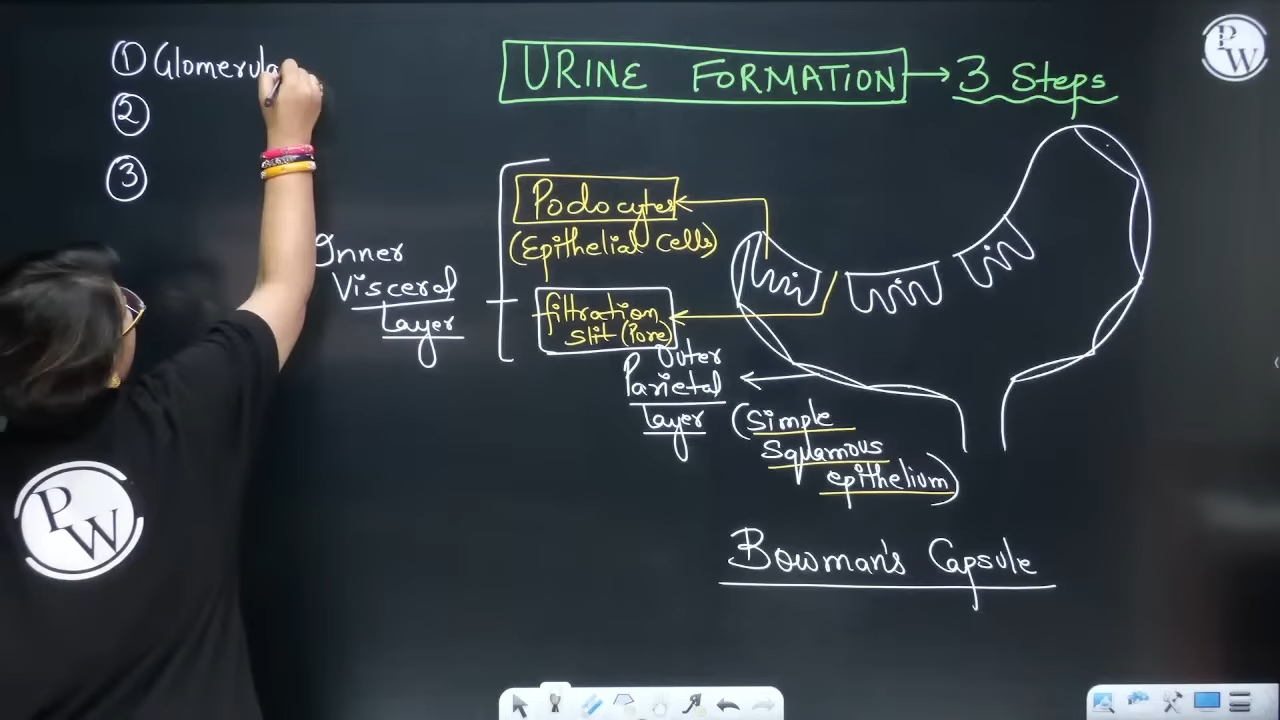 ① Glomerula
②
③
URINE FORMATION → 3 Steps
PW
Podocytes
(Epithelial Cells)
Inner
Visceral
Layer
filtration
slit (Pore)
Outer
Parietal
Layer
(Simple
Squamous
epithelium)
Bowman's Capsule
PW